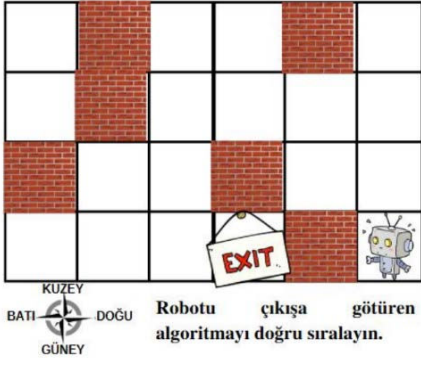 EXIT
KUZEY
BATI DOĞU
GÜNEY
Robotu çıkışa götüren
algoritmayı doğru sıralayın.